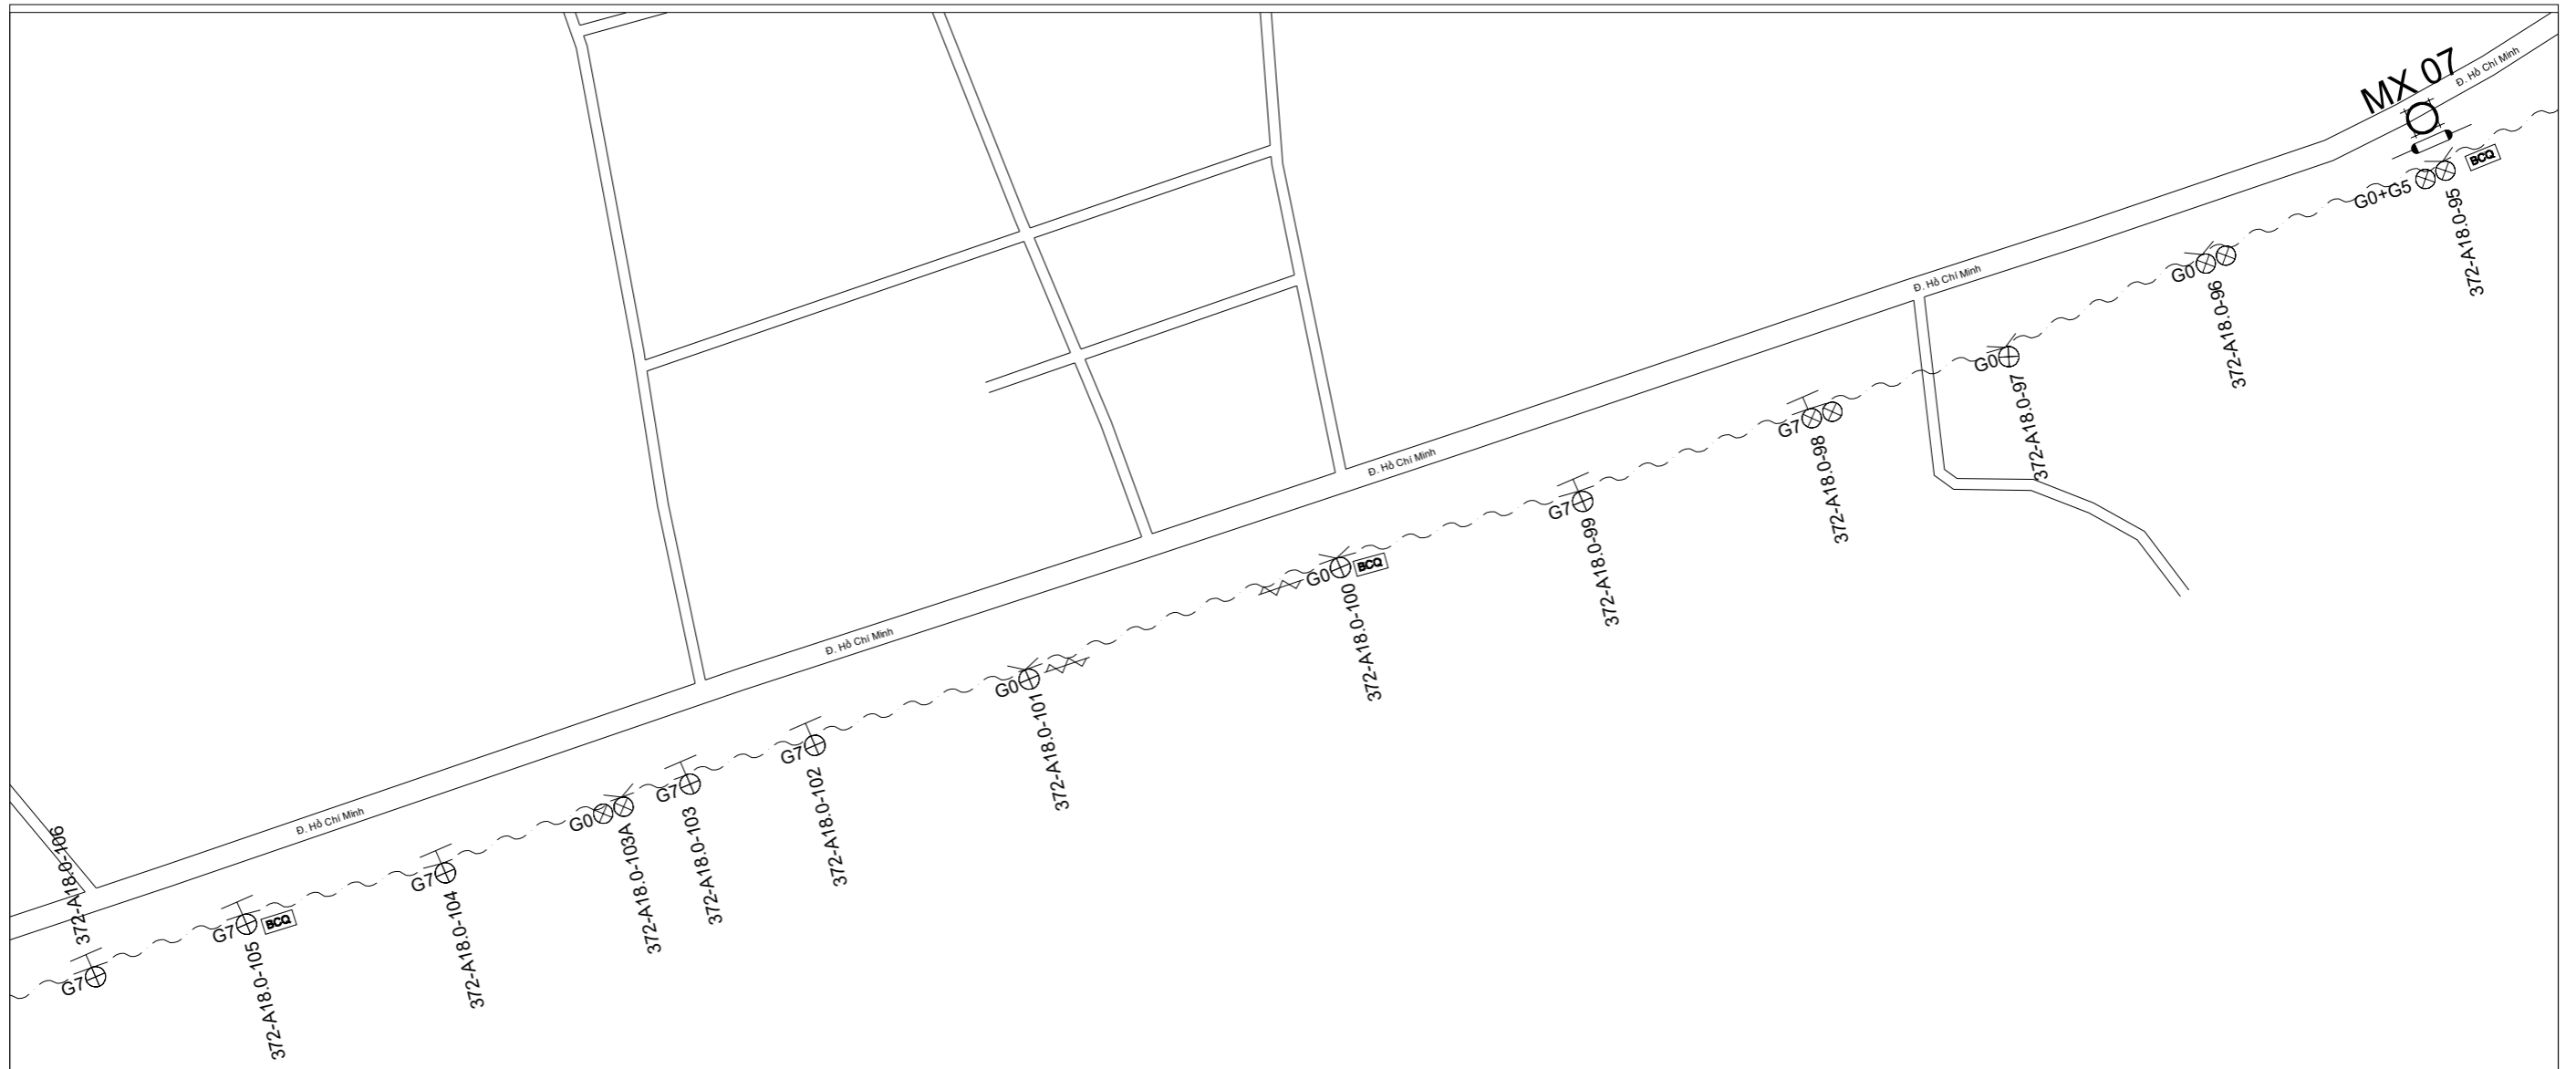 MX 07
Đ. Hồ Chí Minh
BCQ
G0+G5
372-A18.0-95
G0
372-A18.0-96
Đ. Hồ Chí Minh
G0
372-A18.0-97
G7
372-A18.0-98
Đ. Hồ Chí Minh
G7
372-A18.0-99
G0
BCQ
372-A18.0-100
Đ. Hồ Chí Minh
G0
372-A18.0-101
G7
372-A18.0-102
G7
372-A18.0-103
G0
372-A18.0-103A
Đ. Hồ Chí Minh
G7
372-A18.0-104
G7
BCQ
372-A18.0-105
372-A18.0-106
G7